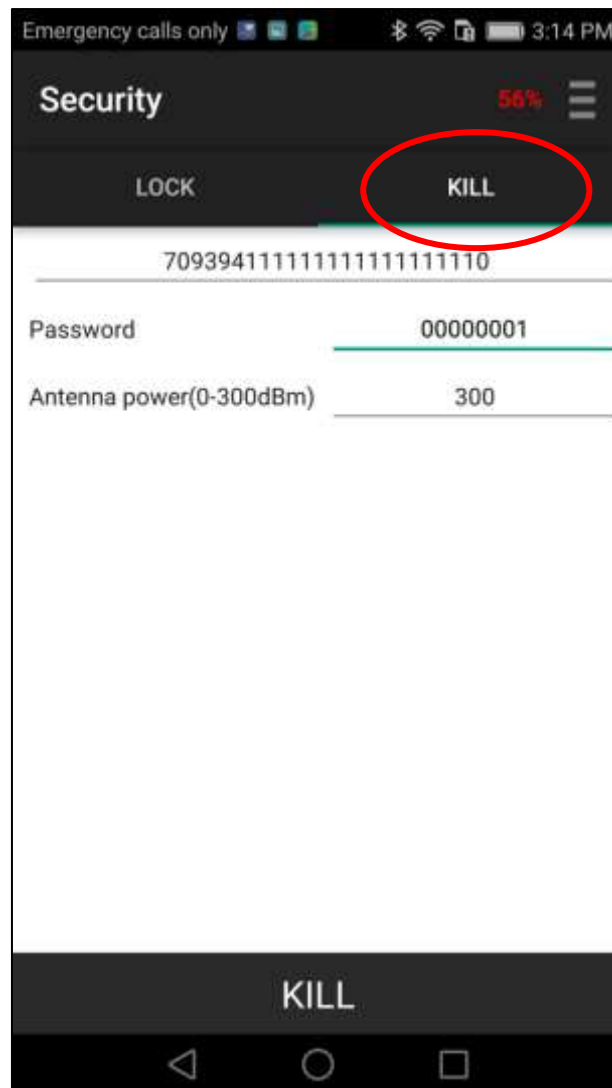 Emergency calls only 3:14 PM
Security 56%
LOCK KILL
709394111111111111111110
Password 00000001
Antenna power(0-300dBm) 300
KILL